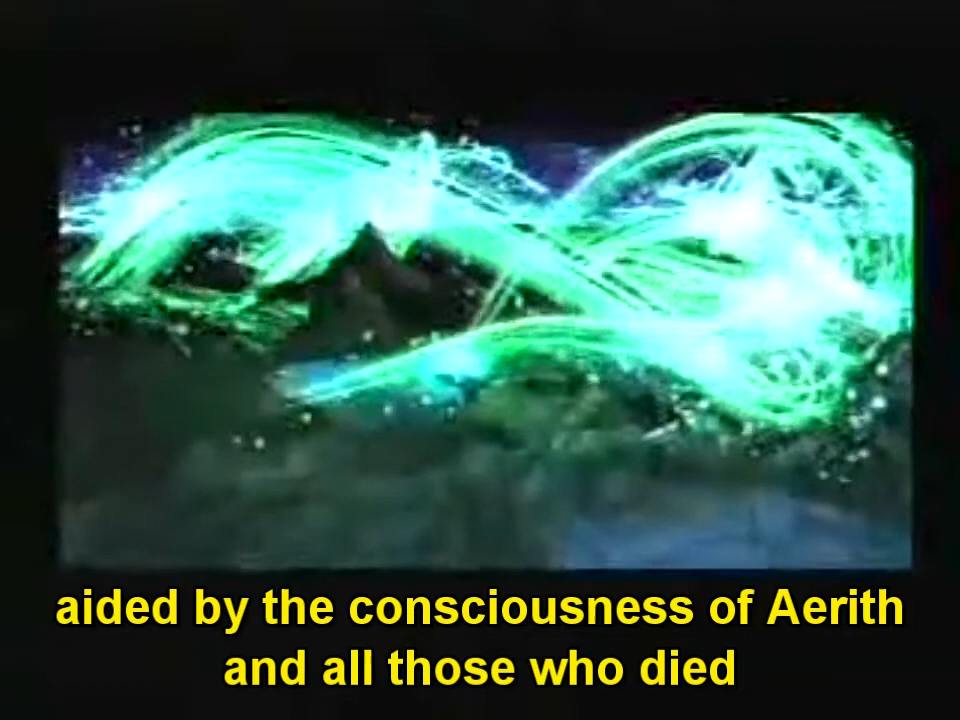 aided by the consciousness of Aerith
and all those who died